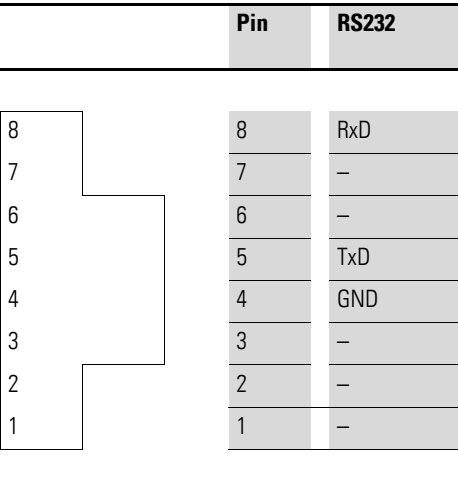 Pin RS232
8 8 RxD
7 7 –
6 6 –
5 5 TxD
4 4 GND
3 3 –
2 2 –
1 1 –